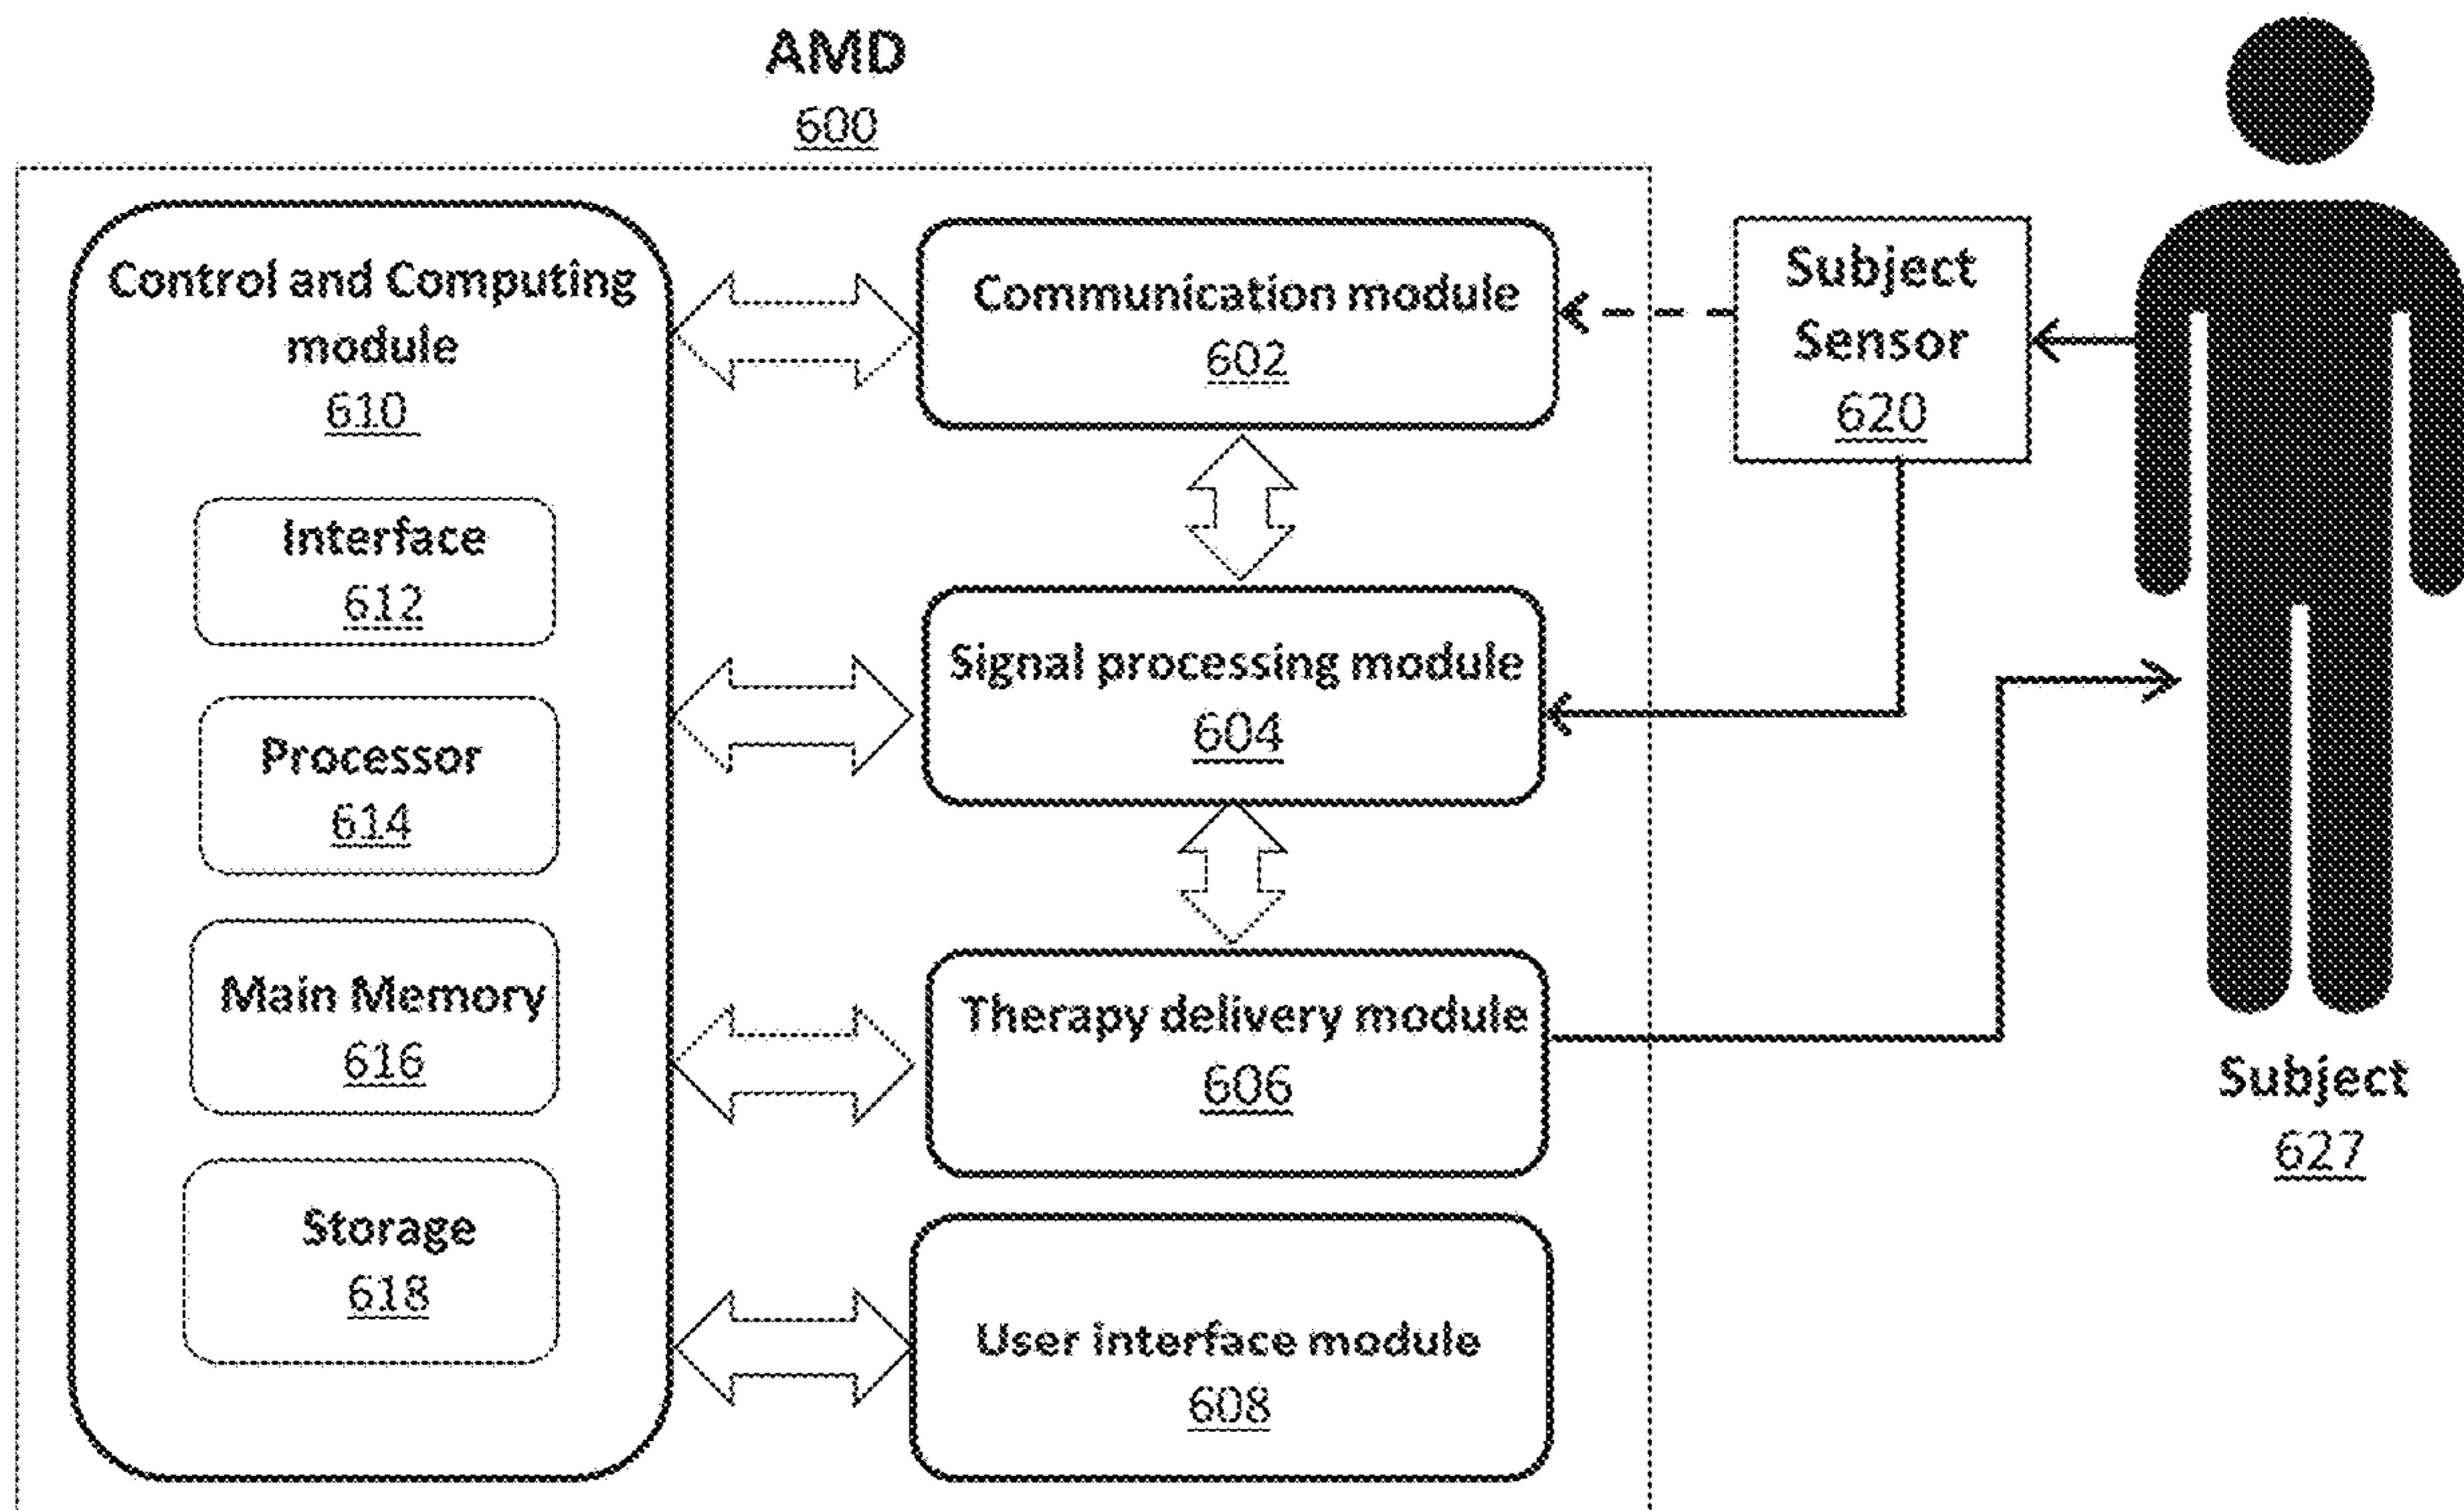 AMD
600
Control and Computing
module
610
Interface
612
Processor
614
Main Memory
616
Storage
618
Communication module
602
Signal processing module
604
Therapy delivery module
606
User interface module
608
Subject
Sensor
620
Subject
627